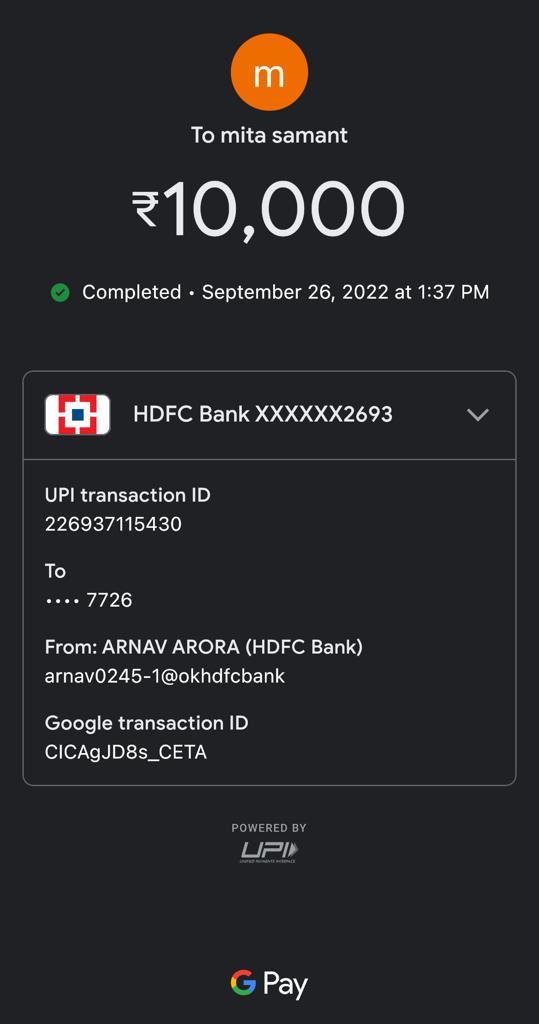 m
To mita samant
₹10,000
Completed • September 26, 2022 at 1:37 PM
HDFC Bank XXXXXX2693
UPI transaction ID
226937115430
To
•••• 7726
From: ARNAV ARORA (HDFC Bank)
arnav0245-1@okhdfcbank
Google transaction ID
CICAgJD8s_CETA
POWERED BY
UPI
UNIFIED PAYMENTS INTERFACE
G Pay